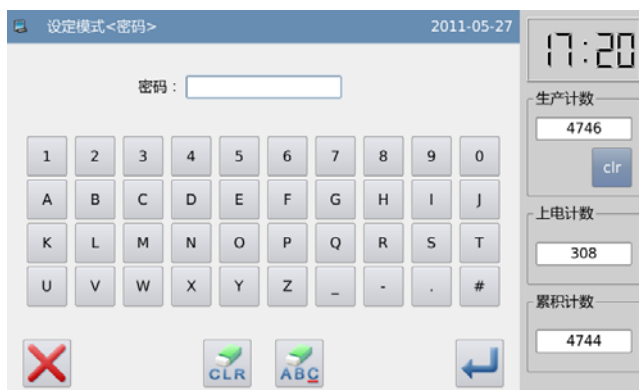 设定模式<密码>
2011-05-27
密码：
1 2 3 4 5 6 7 8 9 0
A B C D E F G H I J
K L M N O P Q R S T
U V W X Y Z _ - . #
CLR
ABC
17:20
生产计数
4746
clr
上电计数
308
累积计数
4744